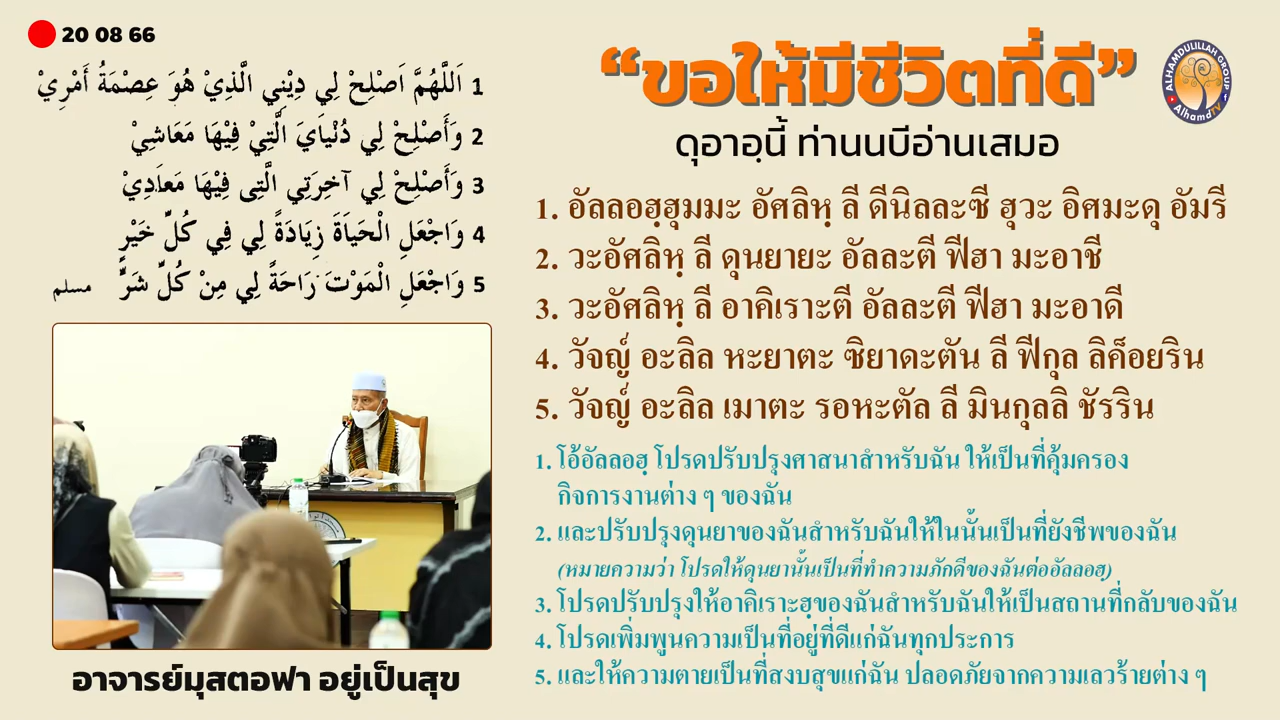 20 08 66
1 اَللَّهُمَّ اَصْلِحْ لِي دِيْنِي الَّذِيْ هُوَ عِصْمَةُ أَمْرِيْ
2 وَأَصْلِحْ لِي دُنْيَايَ الَّتِيْ فِيْهَا مَعَاشِيْ
3 وَأَصْلِحْ لِي آخِرَتِي الَّتِى فِيْهَا مَعَادِيْ
4 وَاجْعَلِ الْحَيَاةَ زِيَادَةً لِي فِي كُلِّ خَيْرٍ
5 وَاجْعَلِ الْمَوْتَ رَاحَةً لِي مِنْ كُلِّ شَرٍّ مسلم
อาจารย์มุสตอฟา อยู่เป็นสุข
“ขอให้มีชีวิตที่ดี”
ALHAMDULILLAH GROUP
AlhamdTV
ดุอาอฺนี้ ท่านนบีอ่านเสมอ
1. อัลลอฮฺฮุมมะ อัศลิหฺ ลี ดีนิลละซี ฮุวะ อิศมะดุ อัมรี
2. วะอัศลิหฺ ลี ดุนยายะ อัลละตี ฟีฮา มะอาชี
3. วะอัศลิหฺ ลี อาคิเราะตี อัลละตี ฟีฮา มะอาดี
4. วัจญ์ อะลิล หะยาตะ ซิยาดะตัน ลี ฟีกุล ลิค็อยริน
5. วัจญ์ อะลิล เมาตะ รอหะตัล ลี มินกุลลิ ชัรริน
1. โอ้อัลลอฮฺ โปรดปรับปรุงศาสนาสำหรับฉัน ให้เป็นที่คุ้มครอง
กิจการงานต่าง ๆ ของฉัน
2. และปรับปรุงดุนยาของฉันสำหรับฉันให้ในนั้นเป็นที่ยังชีพของฉัน
(หมายความว่า โปรดให้ดุนยานั้นเป็นที่ทำความภักดีของฉันต่ออัลลอฮฺ)
3. โปรดปรับปรุงให้อาคิเราะฮฺของฉันสำหรับฉันให้เป็นสถานที่กลับของฉัน
4. โปรดเพิ่มพูนความเป็นที่อยู่ที่ดีแก่ฉันทุกประการ
5. และให้ความตายเป็นที่สงบสุขแก่ฉัน ปลอดภัยจากความเลวร้ายต่าง ๆ